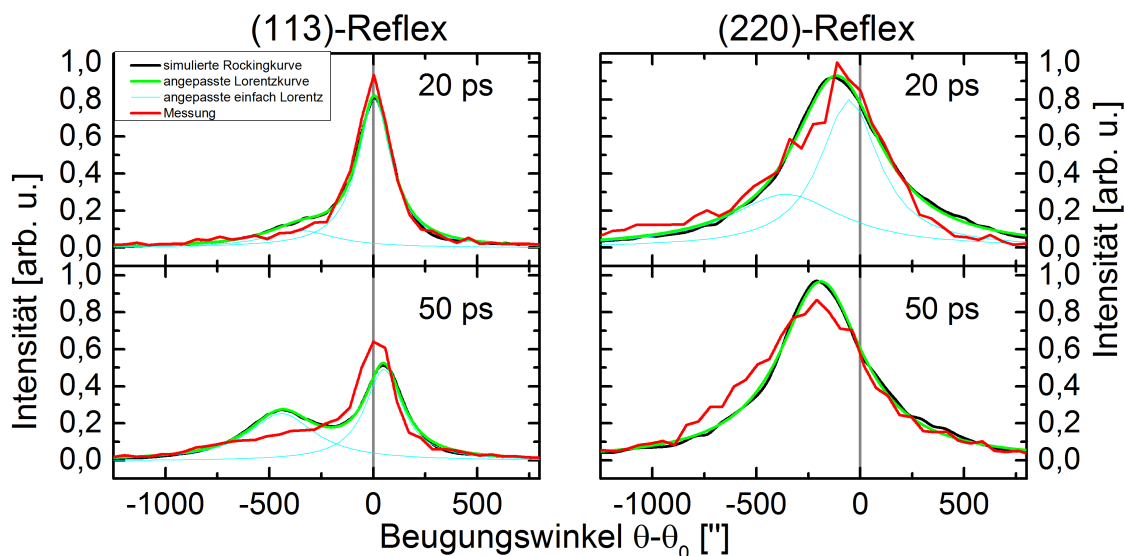 (113)-Reflex
(220)-Reflex
simulierte Rockingkurve
angepasste Lorentzkurve
angepasste einfach Lorentz
Messung
20 ps
20 ps
50 ps
50 ps
1,0
0,8
0,6
0,4
0,2
0,0
1,0
0,8
0,6
0,4
0,2
0,0
Intensität [arb. u.]
1,0
0,8
0,6
0,4
0,2
0,0
1,0
0,8
0,6
0,4
0,2
0,0
Intensität [arb. u.]
-1000 -500 0 500
-1000 -500 0 500
Beugungswinkel θ-θ0 ["]